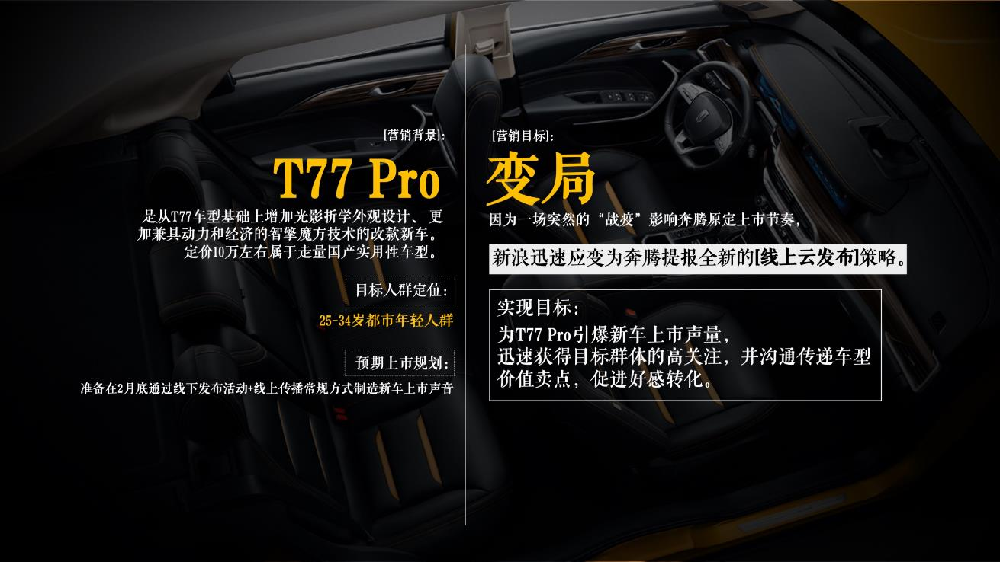 [营销背景]:
T77 Pro
是从T77车型基础上增加光影折学外观设计、 更
加兼具动力和经济的智擎魔方技术的改款新车。
定价10万左右属于走量国产实用性车型。
目标人群定位:
25-34岁都市年轻人群
预期上市规划:
准备在2月底通过线下发布活动+线上传播常规方式制造新车上市声音
[营销目标]:
变局
因为一场突然的“战疫”影响奔腾原定上市节奏,
新浪迅速应变为奔腾提报全新的[线上云发布]策略。
实现目标:
为T77 Pro引爆新车上市声量,
迅速获得目标群体的高关注, 并沟通传递车型
价值卖点, 促进好感转化。